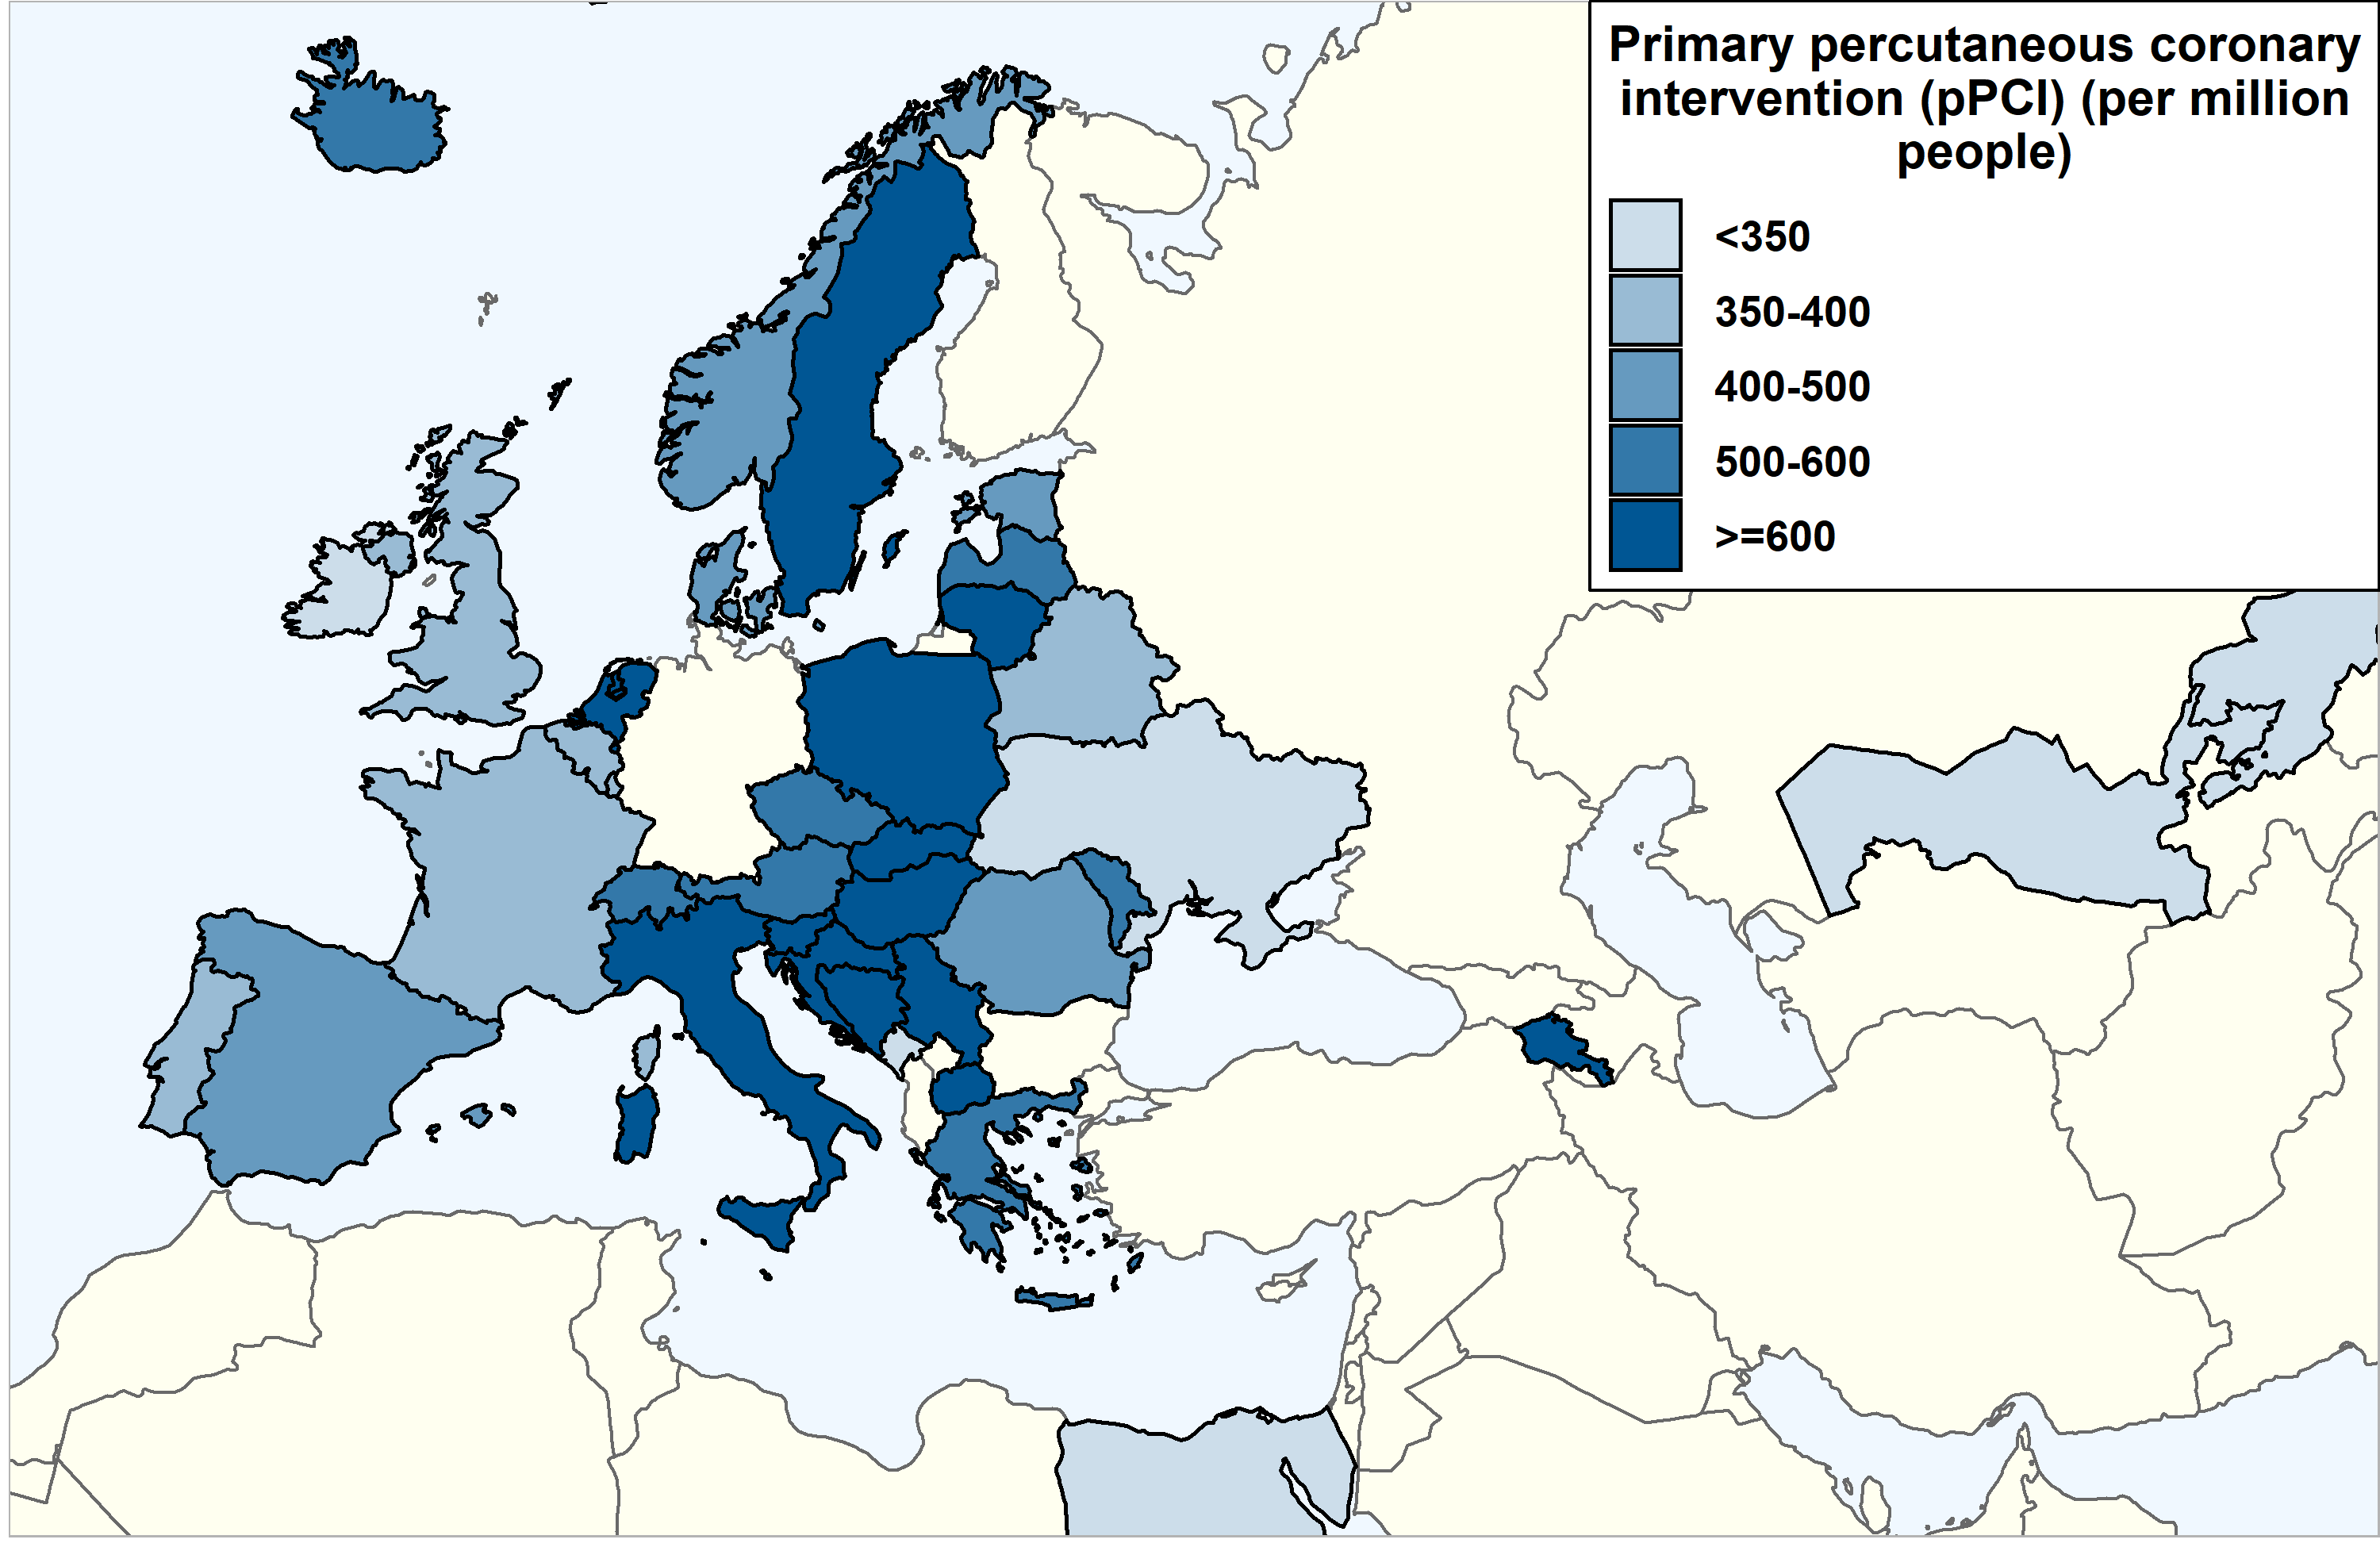 Primary percutaneous coronary
intervention (pPCI) (per million
people)
<350
350-400
400-500
500-600
>=600